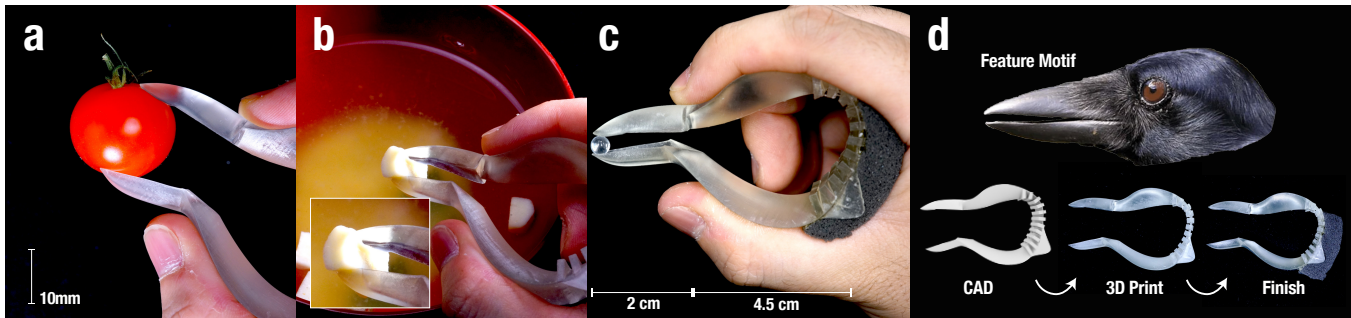 a
b
c
d
Feature Motif
10mm
2 cm
4.5 cm
CAD
3D Print
Finish